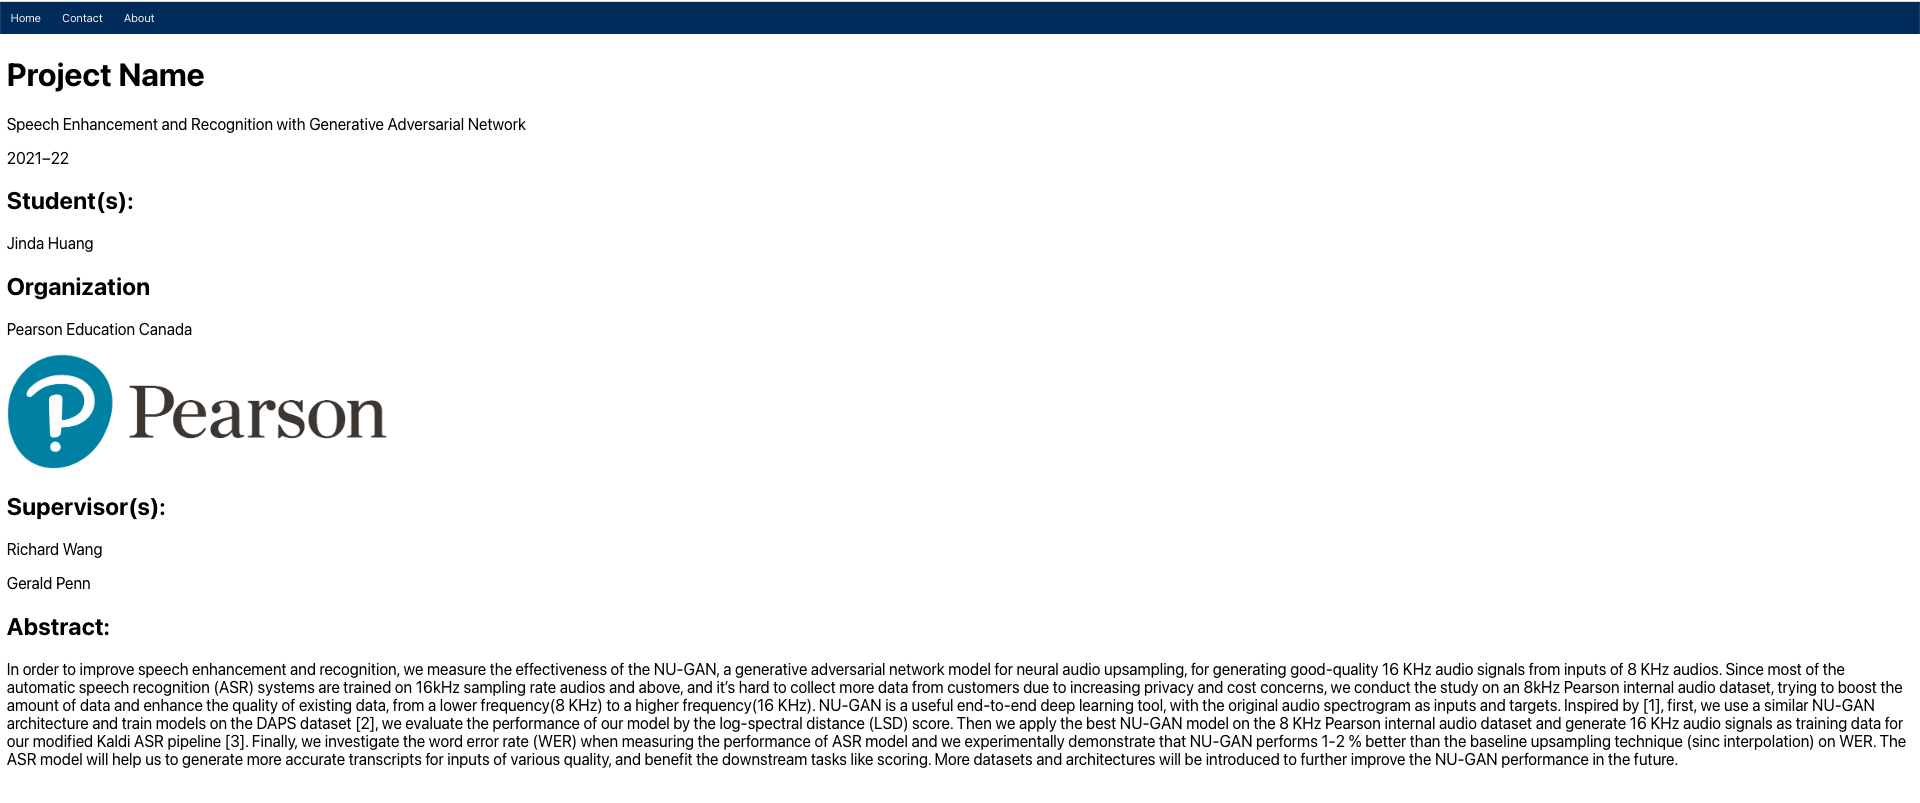 Home Contact About
Project Name
Speech Enhancement and Recognition with Generative Adversarial Network
2021–22
Student(s):
Jinda Huang
Organization
Pearson Education Canada
Pearson
Supervisor(s):
Richard Wang
Gerald Penn
Abstract:
In order to improve speech enhancement and recognition, we measure the effectiveness of the NU-GAN, a generative adversarial network model for neural audio upsampling, for generating good-quality 16 KHz audio signals from inputs of 8 KHz audios. Since most of the
automatic speech recognition (ASR) systems are trained on 16kHz sampling rate audios and above, and it's hard to collect more data from customers due to increasing privacy and cost concerns, we conduct the study on an 8kHz Pearson internal audio dataset, trying to boost the
amount of data and enhance the quality of existing data, from a lower frequency(8 KHz) to a higher frequency(16 KHz). NU-GAN is a useful end-to-end deep learning tool, with the original audio spectrogram as inputs and targets. Inspired by [1], first, we use a similar NU-GAN
architecture and train models on the DAPS dataset [2], we evaluate the performance of our model by the log-spectral distance (LSD) score. Then we apply the best NU-GAN model on the 8 KHz Pearson internal audio dataset and generate 16 KHz audio signals as training data for
our modified Kaldi ASR pipeline [3]. Finally, we investigate the word error rate (WER) when measuring the performance of ASR model and we experimentally demonstrate that NU-GAN performs 1-2 % better than the baseline upsampling technique (sinc interpolation) on WER. The
ASR model will help us to generate more accurate transcripts for inputs of various quality, and benefit the downstream tasks like scoring. More datasets and architectures will be introduced to further improve the NU-GAN performance in the future.